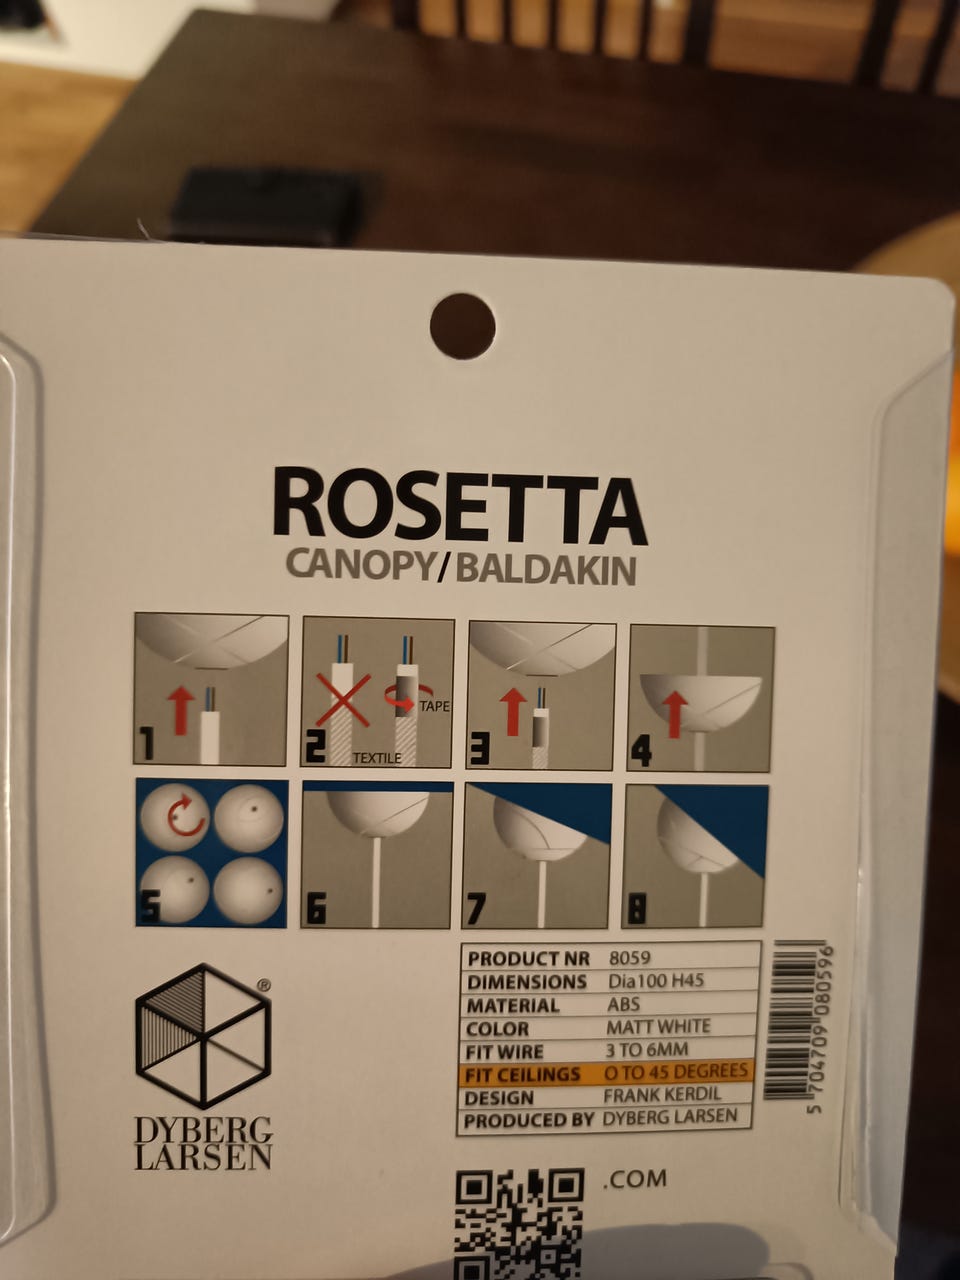 ROSETTA
CANOPY/BALDAKIN
1
2
TEXTILE
TAPE
3
4
5
6
7
8
PRODUCT NR 8059
DIMENSIONS Dia100 H45
MATERIAL ABS
COLOR MATT WHITE
FIT WIRE 3 TO 6MM
FIT CEILINGS 0 TO 45 DEGREES
DESIGN FRANK KERDIL
PRODUCED BY DYBERG LARSEN
5 704709 080596
®
DYBERG
LARSEN
.COM